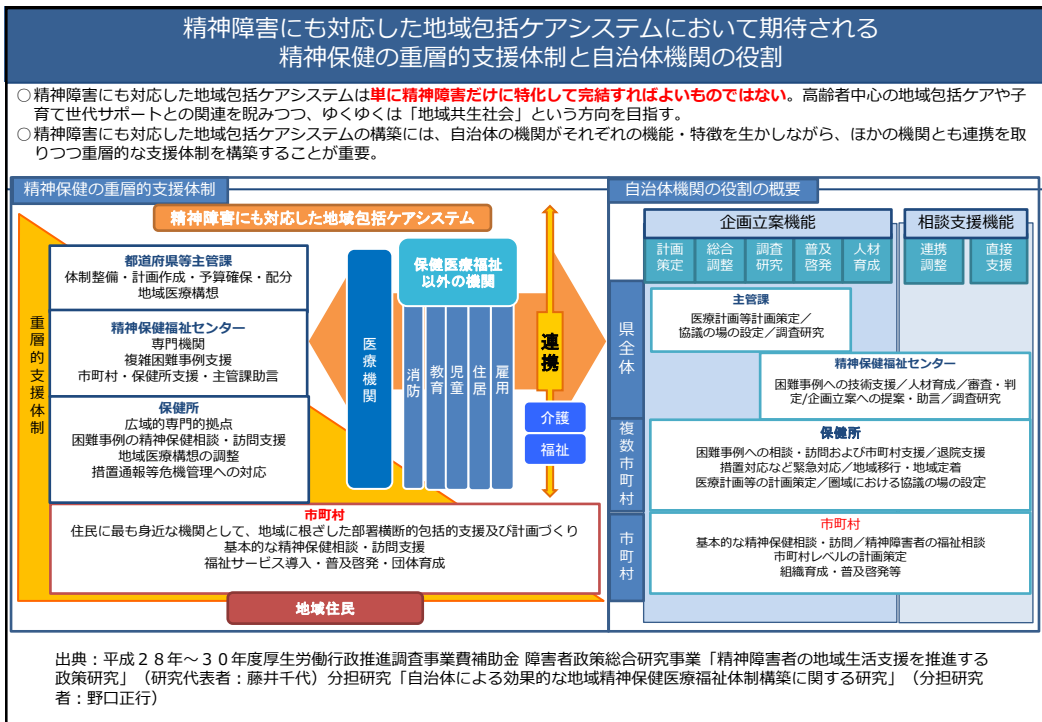 精神障害にも対応した地域包括ケアシステムにおいて期待される
精神保健の重層的支援体制と自治体機関の役割
○精神障害にも対応した地域包括ケアシステムは単に精神障害だけに特化して完結すればよいものではない。高齢者中心の地域包括ケアや子
育て世代サポートとの関連を睨みつつ、ゆくゆくは「地域共生社会」という方向を目指す。
○精神障害にも対応した地域包括ケアシステムの構築には、自治体の機関がそれぞれの機能・特徴を生かしながら、ほかの機関とも連携を取
りつつ重層的な支援体制を構築することが重要。
精神保健の重層的支援体制
精神障害にも対応した地域包括ケアシステム
重層的支援体制
都道府県等主管課
体制整備・計画作成・予算確保・配分
地域医療構想
精神保健福祉センター
専門機関
複雑困難事例支援
市町村・保健所支援・主管課助言
保健所
広域的専門的拠点
困難事例の精神保健相談・訪問支援
地域医療構想の調整
措置通報等危機管理への対応
医療機関
保健医療福祉
以外の機関
消防
教育
児童
住居
雇用
連携
介護
福祉
市町村
住民に最も身近な機関として、地域に根ざした部署横断的包括的支援及び計画づくり
基本的な精神保健相談・訪問支援
福祉サービス導入・普及啓発・団体育成
地域住民
自治体機関の役割の概要
企画立案機能
相談支援機能
計画
策定
総合
調整
調査
研究
普及
啓発
人材
育成
連携
調整
直接
支援
県全体
主管課
医療計画等計画策定／
協議の場の設定／調査研究
精神保健福祉センター
困難事例への技術支援／人材育成／審査・判
定/企画立案への提案・助言／調査研究
複数市町村
保健所
困難事例への相談・訪問および市町村支援／退院支援
措置対応など緊急対応／地域移行・地域定着
医療計画等の計画策定／圏域における協議の場の設定
市町村
市町村
基本的な精神保健相談・訪問／精神障害者の福祉相談
市町村レベルの計画策定
組織育成・普及啓発等
出典：平成２８年～３０年度厚生労働行政推進調査事業費補助金 障害者政策総合研究事業「精神障害者の地域生活支援を推進する
政策研究」（研究代表者：藤井千代）分担研究「自治体による効果的な地域精神保健医療福祉体制構築に関する研究」（分担研究
者：野口正行）